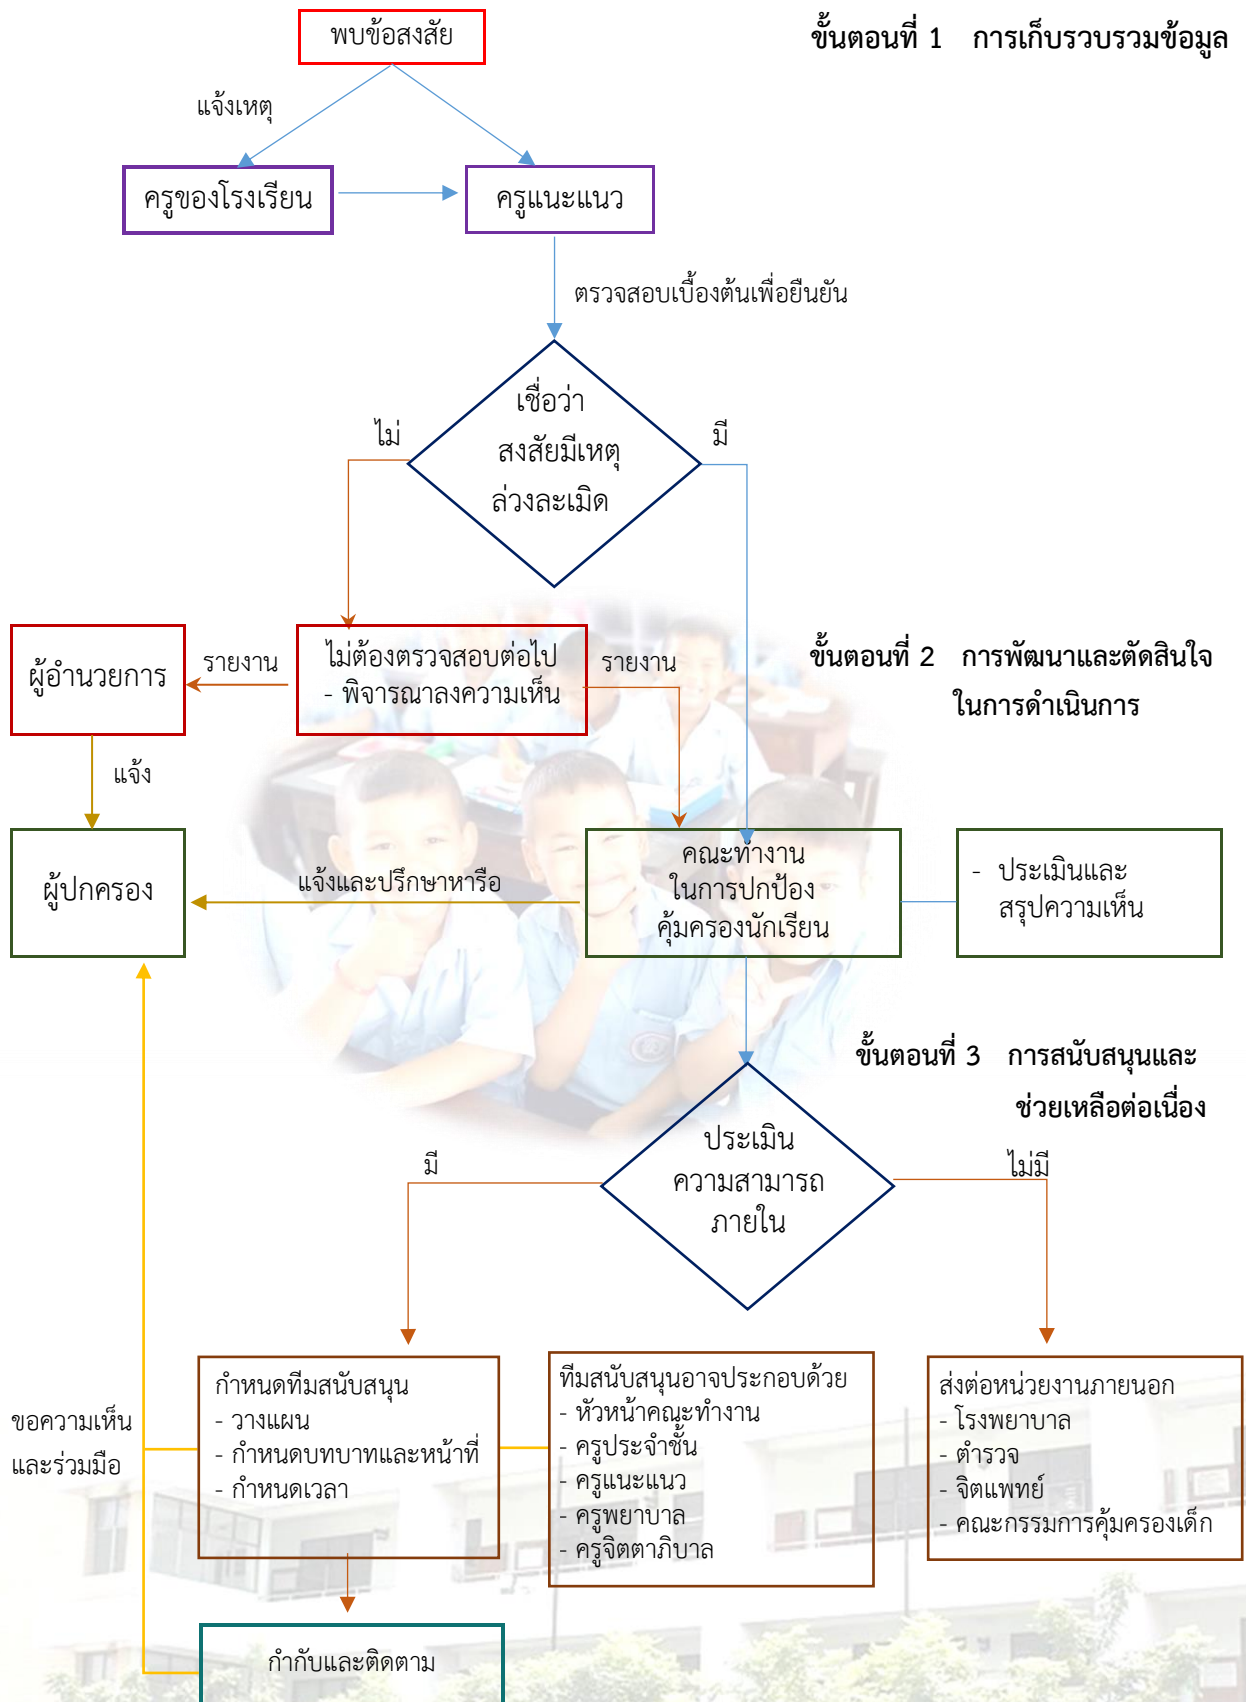 พบข้อสงสัย
ขั้นตอนที่ 1 การเก็บรวบรวมข้อมูล
แจ้งเหตุ
ครูของโรงเรียน
ครูแนะแนว
ตรวจสอบเบื้องต้นเพื่อยืนยัน
เชื่อว่า
สงสัยมีเหตุ
ล่วงละเมิด
ไม่
มี
ขั้นตอนที่ 2 การพัฒนาและตัดสินใจ
ในการดำเนินการ
ผู้อำนวยการ
รายงาน
ไม่ต้องตรวจสอบต่อไป
- พิจารณาลงความเห็น
รายงาน
แจ้ง
ผู้ปกครอง
แจ้งและปรึกษาหารือ
คณะทำงาน
ในการปกป้อง
คุ้มครองนักเรียน
- ประเมินและ
สรุปความเห็น
ขั้นตอนที่ 3 การสนับสนุนและ
ช่วยเหลือต่อเนื่อง
ประเมิน
ความสามารถ
ภายใน
มี
ไม่มี
ขอความเห็น
และร่วมมือ
กำหนดทีมสนับสนุน
- วางแผน
- กำหนดบทบาทและหน้าที่
- กำหนดเวลา
ทีมสนับสนุนอาจประกอบด้วย
- หัวหน้าคณะทำงาน
- ครูประจำชั้น
- ครูแนะแนว
- ครูพยาบาล
- ครูจิตตาภิบาล
ส่งต่อหน่วยงานภายนอก
- โรงพยาบาล
- ตำรวจ
- จิตแพทย์
- คณะกรรมการคุ้มครองเด็ก
กำกับและติดตาม